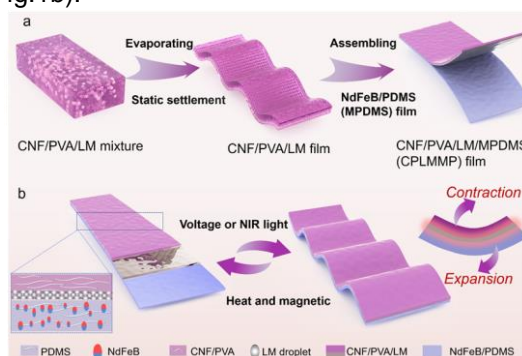 ig.1b).
a
Evaporating
Static settlement
Assembling
NdFeB/PDMS
(MPDMS) film
CNF/PVA/LM mixture
CNF/PVA/LM film
CNF/PVA/LM/MPDMS
(CPLMMP) film
b
Voltage or NIR light
Heat and magnetic
Contraction
Expansion
PDMS
NdFeB
CNF/PVA
LM droplet
CNF/PVA/LM
NdFeB/PDMS